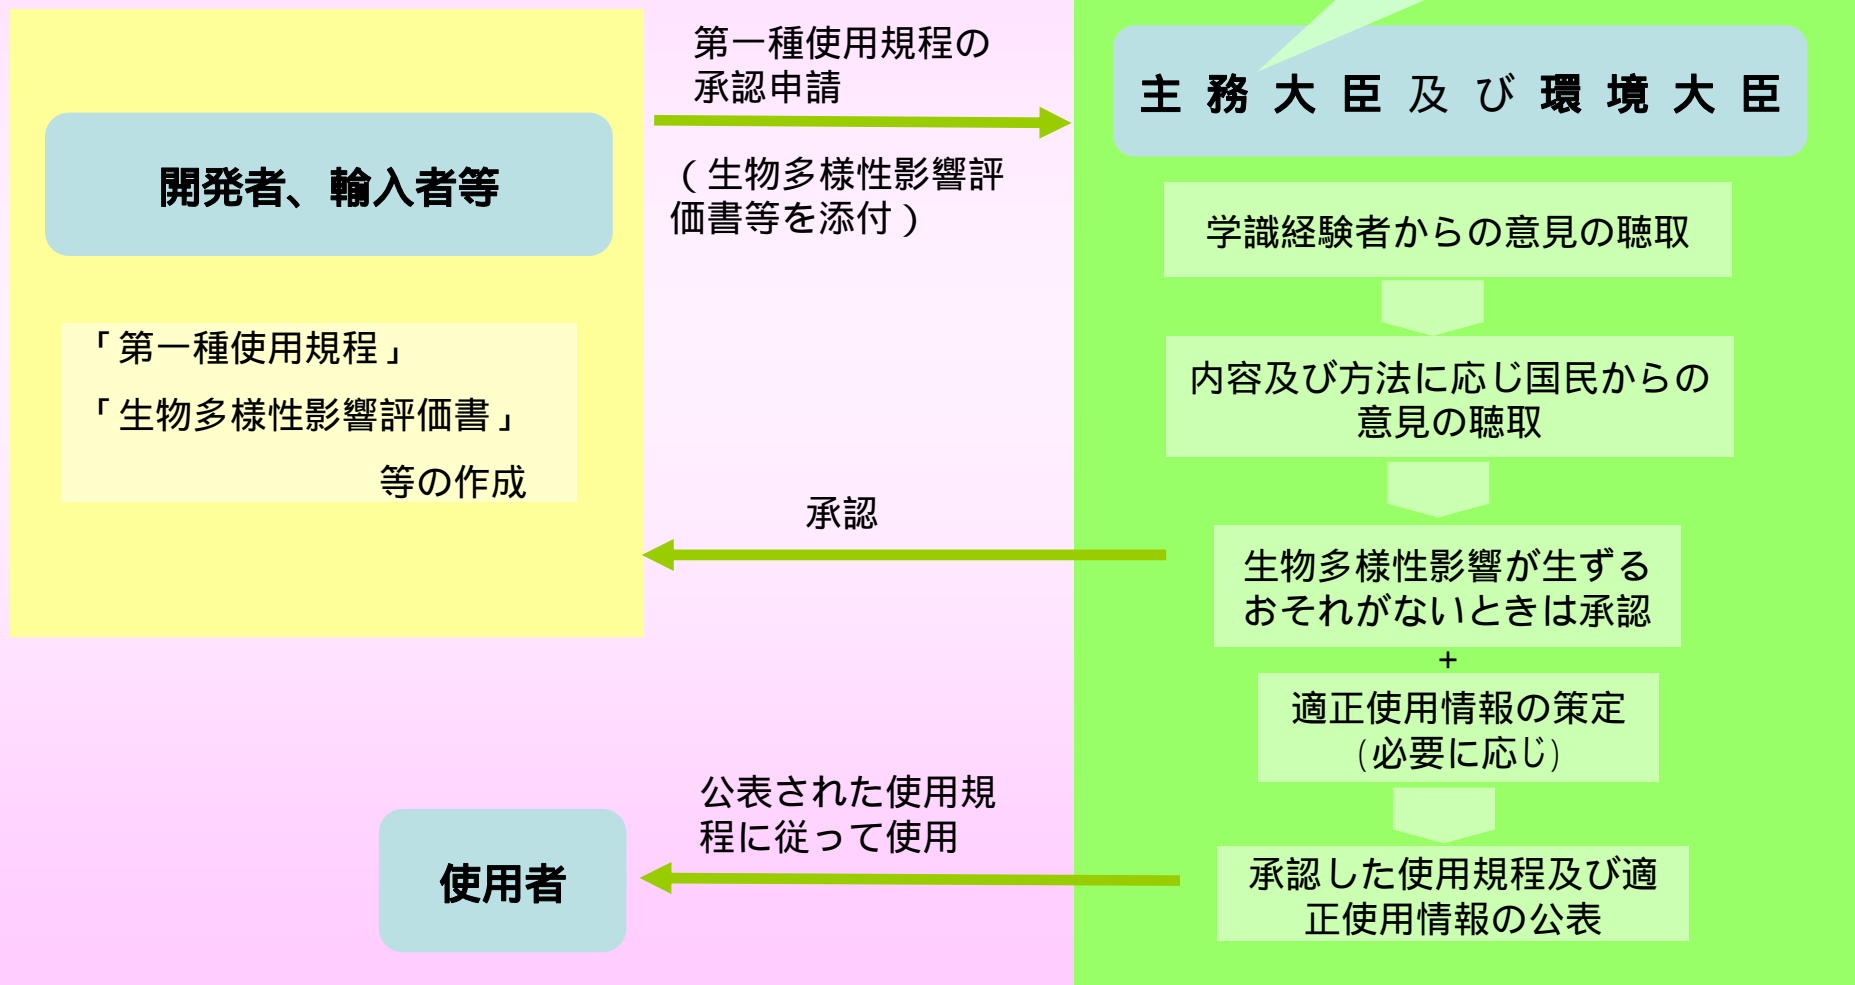 開発者、輸入者等
「第一種使用規程」
「生物多様性影響評価書」
等の作成
第一種使用規程の
承認申請
（生物多様性影響評
価書等を添付）
主務大臣及び環境大臣
学識経験者からの意見の聴取
内容及び方法に応じ国民からの
意見の聴取
承認
生物多様性影響が生ずる
おそれがないときは承認
+
適正使用情報の策定
(必要に応じ)
承認した使用規程及び適
正使用情報の公表
公表された使用規
程に従って使用
使用者